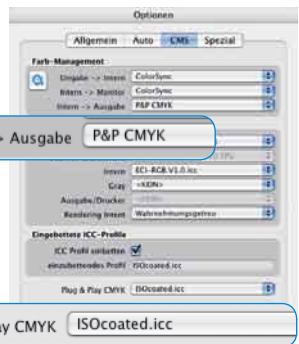 Optionen
Allgemein Auto CMS Spezial
Farb-Management
Eingabe -> Intern ColorSync
Intern -> Monitor ColorSync
Intern -> Ausgabe P&P CMYK
> Ausgabe P&P CMYK
Intern ECI-RGB.V1.0.icc
Gray <KEIN>
Ausgabe/Drucker
Rendering Intent Wahrnehmungsgetreu
Eingebettete ICC-Profile
ICC Profil einbetten
einzubettendes Profil ISOcoated.icc
Plug & Play CMYK ISOcoated.icc
ay CMYK ISOcoated.icc